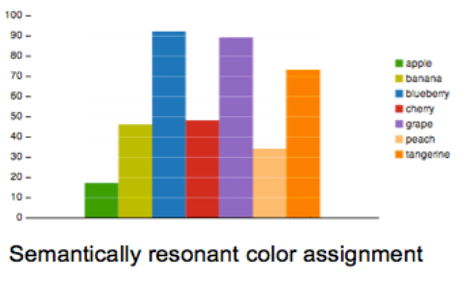 100
90
80
70
60
50
40
30
20
10
0
apple
banana
blueberry
cherry
grape
peach
tangerine
Semantically resonant color assignment